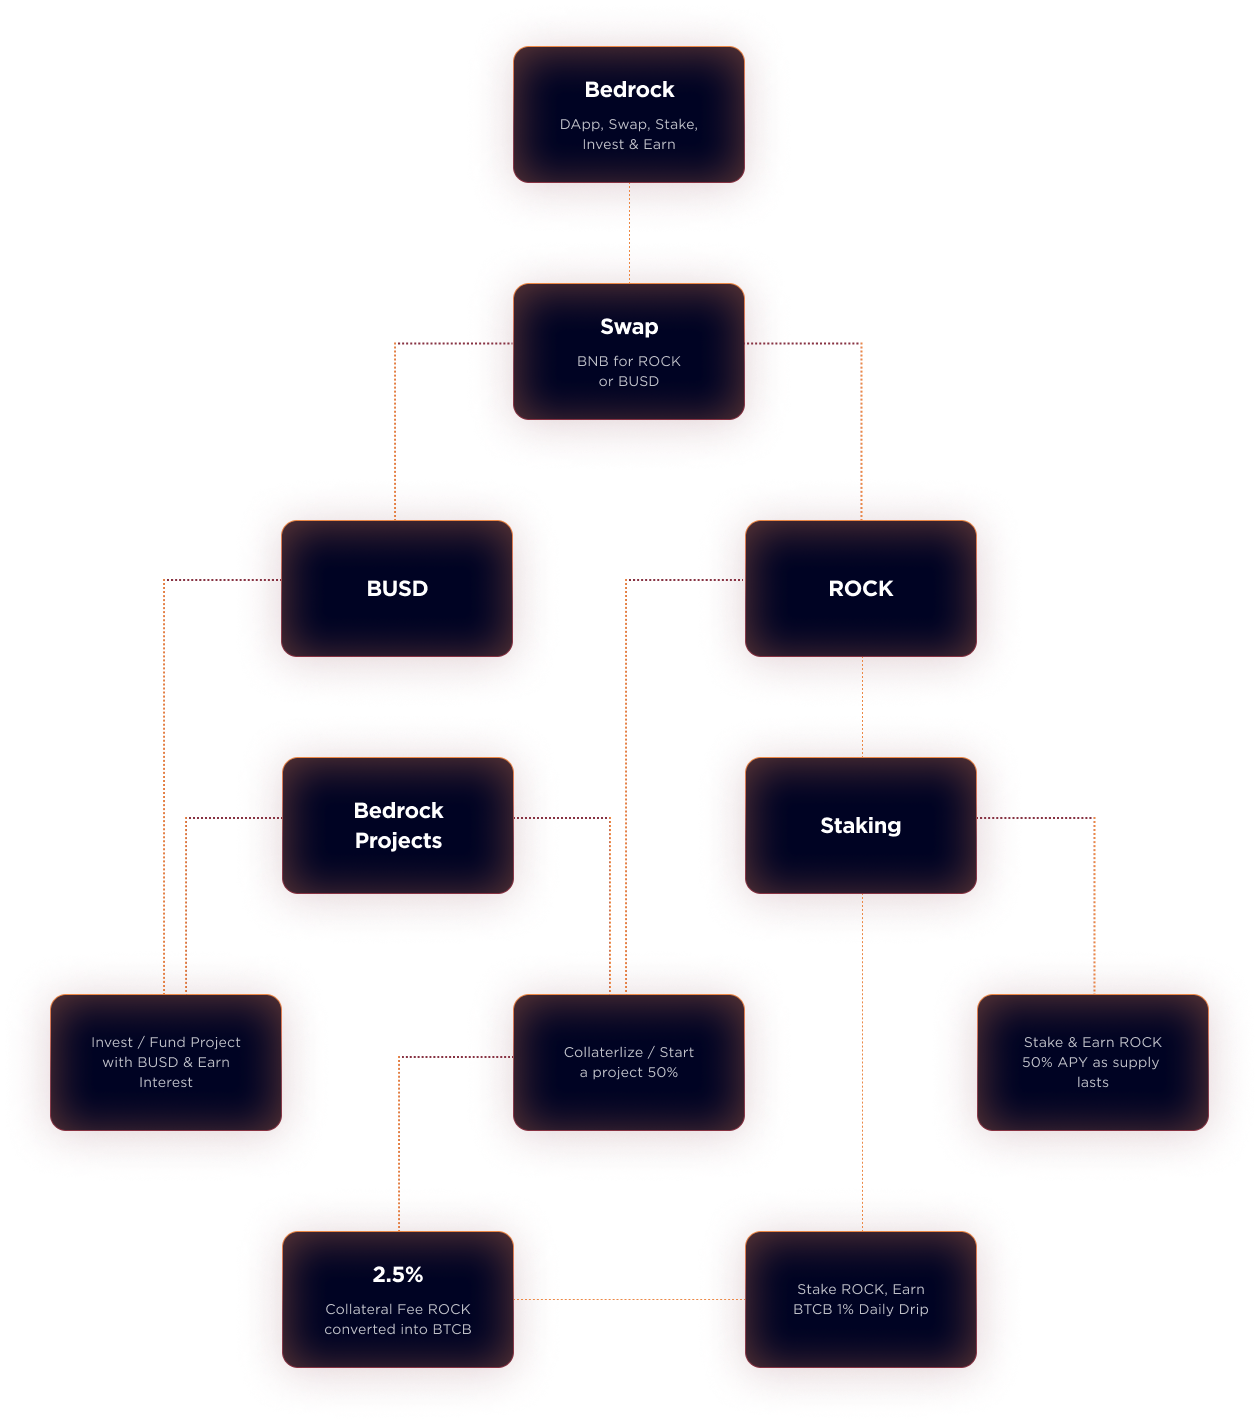 Bedrock
DApp, Swap, Stake,
Invest & Earn
Swap
BNB for ROCK
or BUSD
BUSD
ROCK
Bedrock
Projects
Staking
Invest / Fund Project
with BUSD & Earn
Interest
Collaterlize / Start
a project 50%
Stake & Earn ROCK
50% APY as supply
lasts
2.5%
Collateral Fee ROCK
converted into BTCB
Stake ROCK, Earn
BTCB 1% Daily Drip